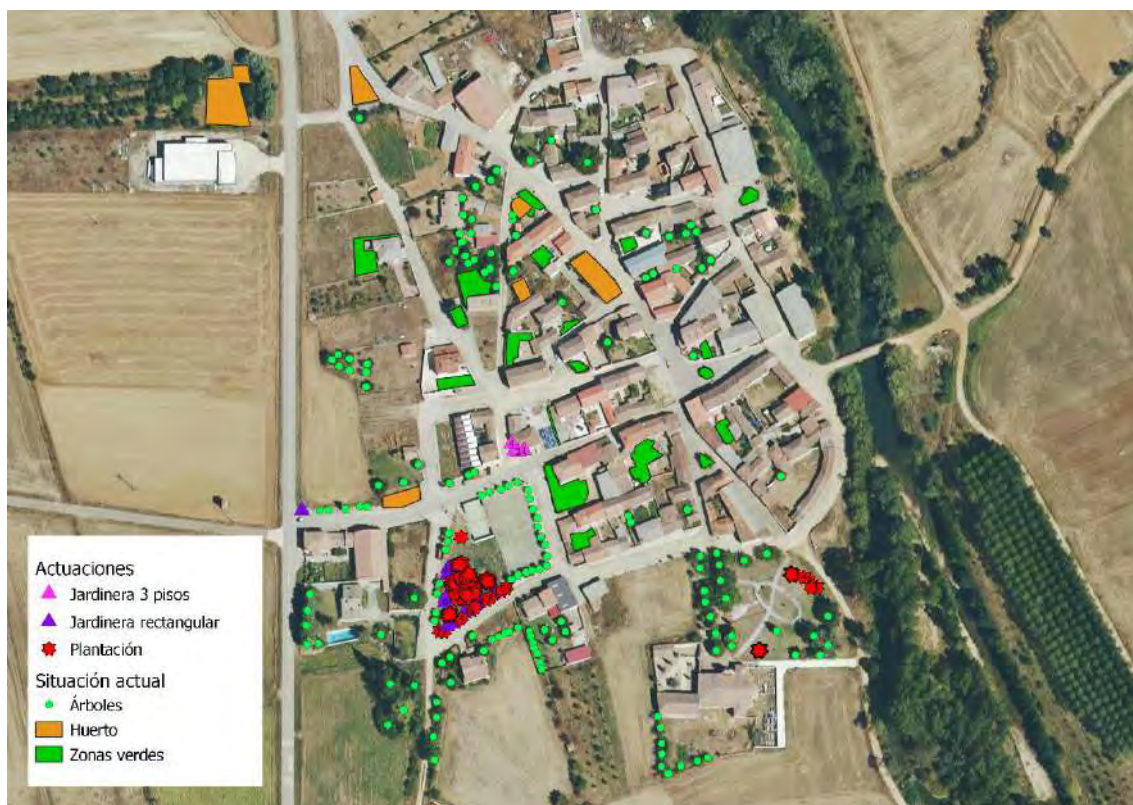 Actuaciones
Jardinera 3 pisos
Jardinera rectangular
Plantación
Situación actual
Árboles
Huerto
Zonas verdes